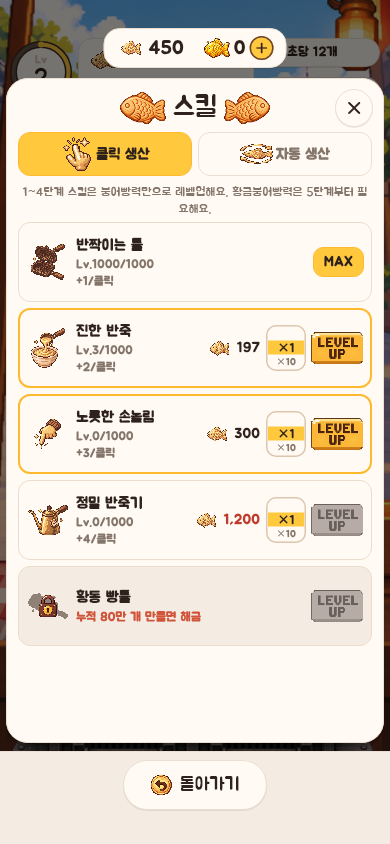 Lv
2
450
0
초당 12개
스킬
클릭 생산
자동 생산
1~4단계 스킬은 붕어빵력만으로 레벨업해요. 황금붕어빵력은 5단계부터 필
요해요.
반짝이는 틀
Lv.1000/1000
+1/클릭
MAX
진한 반죽
Lv.3/1000
+2/클릭
197
×1
×10
LEVEL
UP
노릇한 손놀림
Lv.0/1000
+3/클릭
300
×1
×10
LEVEL
UP
정밀 반죽기
Lv.0/1000
+4/클릭
1,200
×1
×10
LEVEL
UP
황동 빵틀
누적 80만 개 만들면 해금
LEVEL
UP
돌아가기